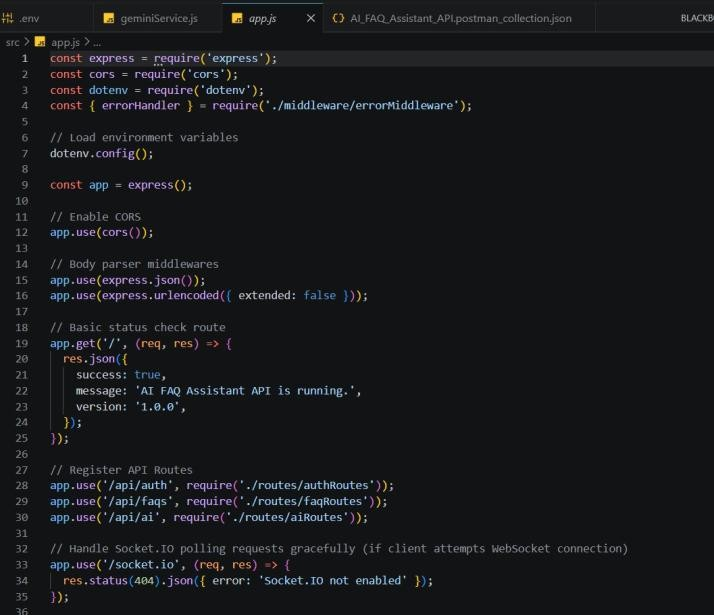 .env geminiService.js app.js AI_FAQ_Assistant_API.postman_collection.json BLACKB
src > app.js > ...
1 const express = require('express');
2 const cors = require('cors');
3 const dotenv = require('dotenv');
4 const { errorHandler } = require('./middleware/errorMiddleware');
5
6 // Load environment variables
7 dotenv.config();
8
9 const app = express();
10
11 // Enable CORS
12 app.use(cors());
13
14 // Body parser middlewares
15 app.use(express.json());
16 app.use(express.urlencoded({ extended: false }));
17
18 // Basic status check route
19 app.get('/', (req, res) => {
20   res.json({
21     success: true,
22     message: 'AI FAQ Assistant API is running.',
23     version: '1.0.0',
24   });
25 });
26
27 // Register API Routes
28 app.use('/api/auth', require('./routes/authRoutes'));
29 app.use('/api/faqs', require('./routes/faqRoutes'));
30 app.use('/api/ai', require('./routes/aiRoutes'));
31
32 // Handle Socket.IO polling requests gracefully (if client attempts WebSocket connection)
33 app.use('/socket.io', (req, res) => {
34   res.status(404).json({ error: 'Socket.IO not enabled' });
35 });
36